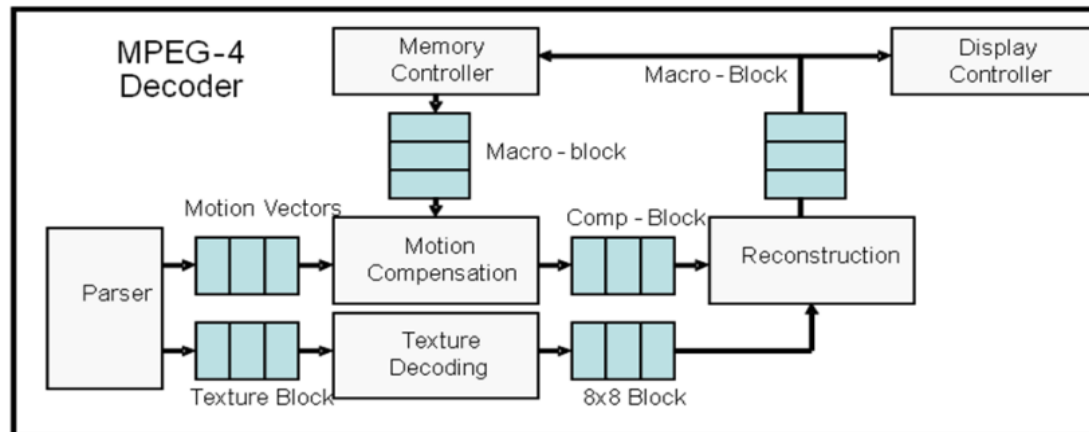 MPEG-4
Decoder
Memory
Controller
Macro - Block
Display
Controller
Macro - block
Motion Vectors
Comp - Block
Parser
Motion
Compensation
Reconstruction
Texture
Decoding
Texture Block
8x8 Block